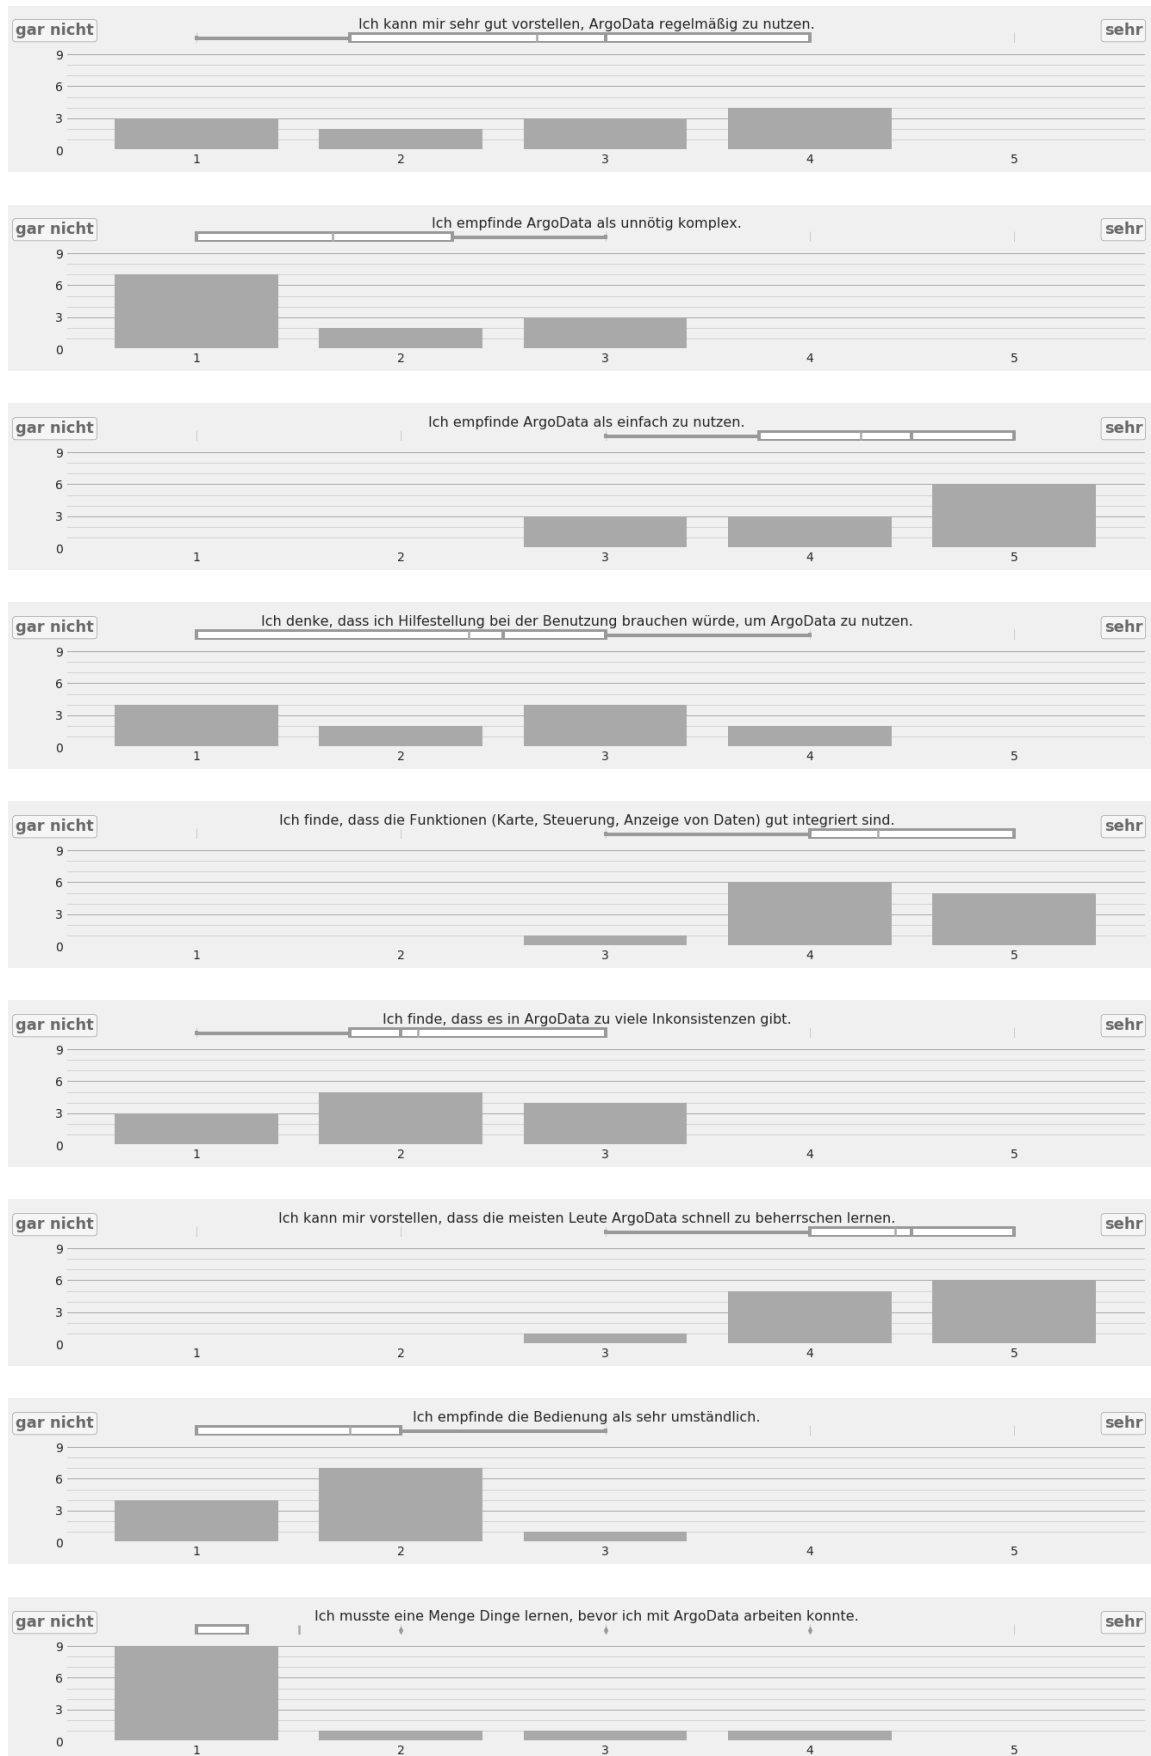 Ich kann mir sehr gut vorstellen, ArgoData regelmäßig zu nutzen.
gar nicht
sehr
9
6
3
0
1 2 3 4 5
Ich empfinde ArgoData als unnötig komplex.
gar nicht
sehr
9
6
3
0
1 2 3 4 5
Ich empfinde ArgoData als einfach zu nutzen.
gar nicht
sehr
9
6
3
0
1 2 3 4 5
Ich denke, dass ich Hilfestellung bei der Benutzung brauchen würde, um ArgoData zu nutzen.
gar nicht
sehr
9
6
3
0
1 2 3 4 5
Ich finde, dass die Funktionen (Karte, Steuerung, Anzeige von Daten) gut integriert sind.
gar nicht
sehr
9
6
3
0
1 2 3 4 5
Ich finde, dass es in ArgoData zu viele Inkonsistenzen gibt.
gar nicht
sehr
9
6
3
0
1 2 3 4 5
Ich kann mir vorstellen, dass die meisten Leute ArgoData schnell zu beherrschen lernen.
gar nicht
sehr
9
6
3
0
1 2 3 4 5
Ich empfinde die Bedienung als sehr umständlich.
gar nicht
sehr
9
6
3
0
1 2 3 4 5
Ich musste eine Menge Dinge lernen, bevor ich mit ArgoData arbeiten konnte.
gar nicht
sehr
9
6
3
0
1 2 3 4 5